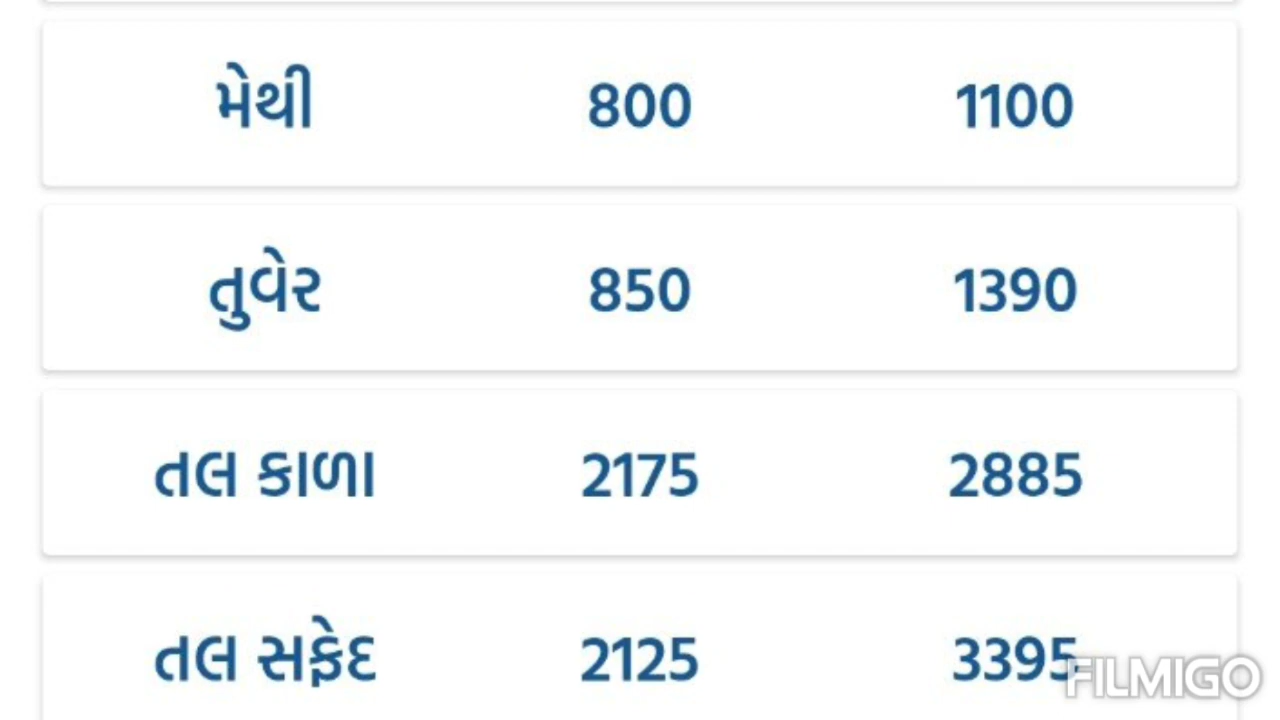 મેથી 800 1100
તુવેર 850 1390
તલ કાળા 2175 2885
તલ સફેદ 2125 3395
FILMIGO